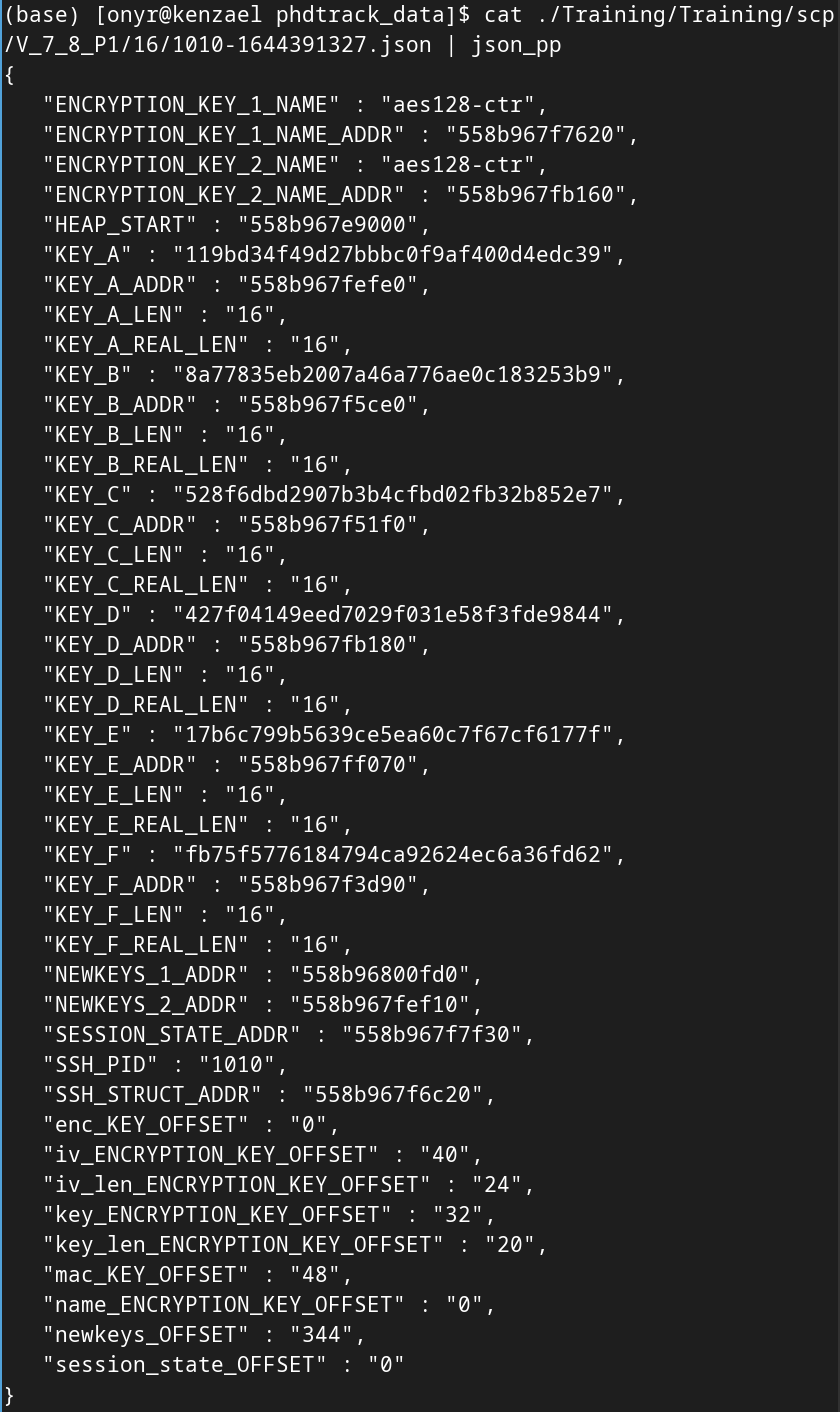 (base) [onyr@kenzael phdtrack_data]$ cat ./Training/Training/scp
/V_7_8_P1/16/1010-1644391327.json | json_pp
{
   "ENCRYPTION_KEY_1_NAME" : "aes128-ctr",
   "ENCRYPTION_KEY_1_NAME_ADDR" : "558b967f7620",
   "ENCRYPTION_KEY_2_NAME" : "aes128-ctr",
   "ENCRYPTION_KEY_2_NAME_ADDR" : "558b967fb160",
   "HEAP_START" : "558b967e9000",
   "KEY_A" : "119bd34f49d27bbbc0f9af400d4edc39",
   "KEY_A_ADDR" : "558b967fefe0",
   "KEY_A_LEN" : "16",
   "KEY_A_REAL_LEN" : "16",
   "KEY_B" : "8a77835eb2007a46a776ae0c183253b9",
   "KEY_B_ADDR" : "558b967f5ce0",
   "KEY_B_LEN" : "16",
   "KEY_B_REAL_LEN" : "16",
   "KEY_C" : "528f6dbd2907b3b4cfbd02fb32b852e7",
   "KEY_C_ADDR" : "558b967f51f0",
   "KEY_C_LEN" : "16",
   "KEY_C_REAL_LEN" : "16",
   "KEY_D" : "427f04149eed7029f031e58f3fde9844",
   "KEY_D_ADDR" : "558b967fb180",
   "KEY_D_LEN" : "16",
   "KEY_D_REAL_LEN" : "16",
   "KEY_E" : "17b6c799b5639ce5ea60c7f67cf6177f",
   "KEY_E_ADDR" : "558b967ff070",
   "KEY_E_LEN" : "16",
   "KEY_E_REAL_LEN" : "16",
   "KEY_F" : "fb75f5776184794ca92624ec6a36fd62",
   "KEY_F_ADDR" : "558b967f3d90",
   "KEY_F_LEN" : "16",
   "KEY_F_REAL_LEN" : "16",
   "NEWKEYS_1_ADDR" : "558b96800fd0",
   "NEWKEYS_2_ADDR" : "558b967fef10",
   "SESSION_STATE_ADDR" : "558b967f7f30",
   "SSH_PID" : "1010",
   "SSH_STRUCT_ADDR" : "558b967f6c20",
   "enc_KEY_OFFSET" : "0",
   "iv_ENCRYPTION_KEY_OFFSET" : "40",
   "iv_len_ENCRYPTION_KEY_OFFSET" : "24",
   "key_ENCRYPTION_KEY_OFFSET" : "32",
   "key_len_ENCRYPTION_KEY_OFFSET" : "20",
   "mac_KEY_OFFSET" : "48",
   "name_ENCRYPTION_KEY_OFFSET" : "0",
   "newkeys_OFFSET" : "344",
   "session_state_OFFSET" : "0"
}